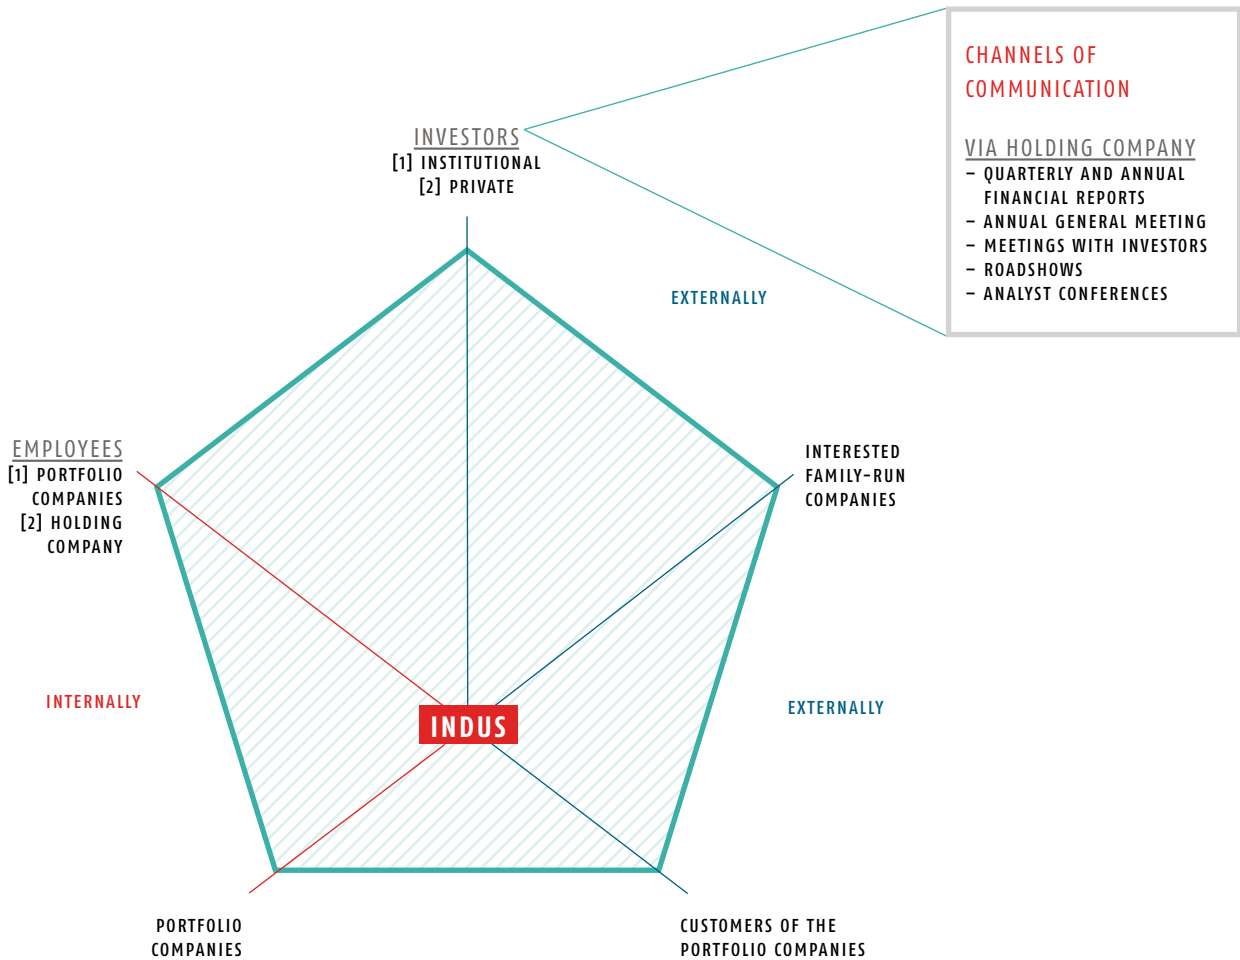 CHANNELS OF
COMMUNICATION
VIA HOLDING COMPANY
– QUARTERLY AND ANNUAL
FINANCIAL REPORTS
– ANNUAL GENERAL MEETING
– MEETINGS WITH INVESTORS
– ROADSHOWS
– ANALYST CONFERENCES
INVESTORS
[1] INSTITUTIONAL
[2] PRIVATE
EXTERNALLY
EMPLOYEES
[1] PORTFOLIO
COMPANIES
[2] HOLDING
COMPANY
INTERESTED
FAMILY-RUN
COMPANIES
INTERNALLY
EXTERNALLY
INDUS
PORTFOLIO
COMPANIES
CUSTOMERS OF THE
PORTFOLIO COMPANIES